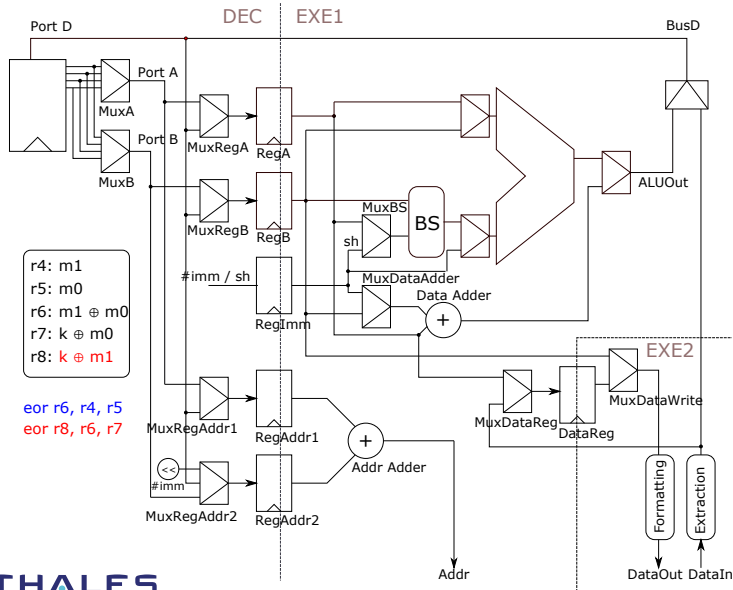 DEC EXE1
BusD
Port D
Port A
MuxA
Port B
MuxB
MuxRegA
RegA
MuxRegB
RegB
MuxBS
BS
sh
ALUOut
#imm / sh
MuxDataAdder
Data Adder
+
RegImm
r4: m1
r5: m0
r6: m1 ⊕ m0
r7: k ⊕ m0
r8: k ⊕ m1
eor r6, r4, r5
eor r8, r6, r7
EXE2
MuxDataWrite
MuxDataReg
DataReg
MuxRegAddr1
RegAddr1
+
Addr Adder
<<
#imm
MuxRegAddr2
RegAddr2
Formatting
Extraction
Addr
DataOut DataIn
THALES